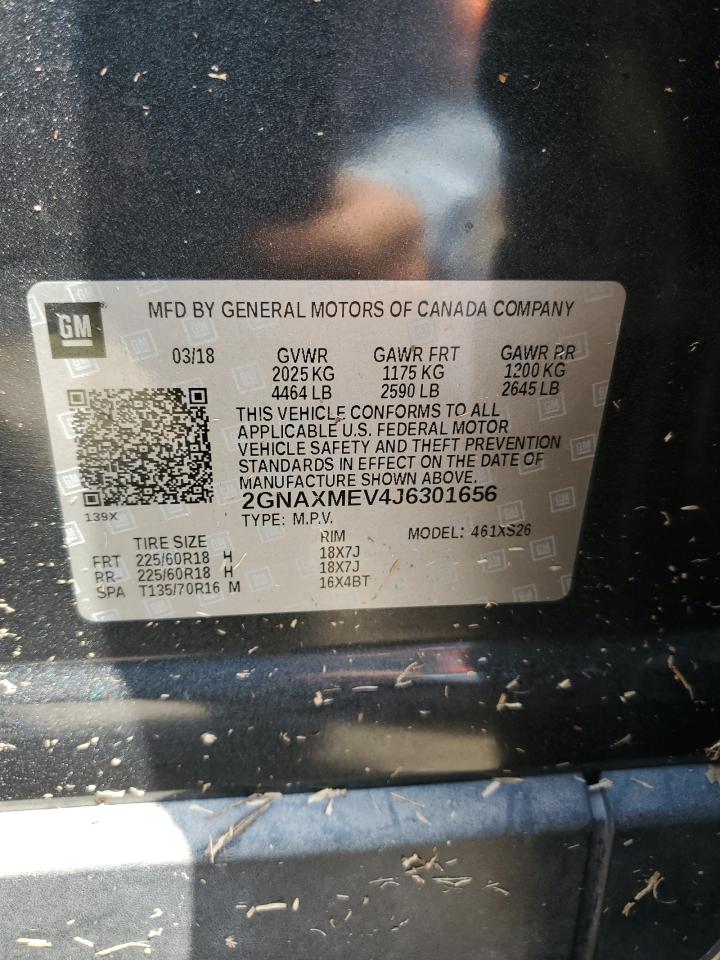 GM
MFD BY GENERAL MOTORS OF CANADA COMPANY
03/18 GVWR GAWR FRT GAWR RR
2025 KG 1175 KG 1200 KG
4464 LB 2590 LB 2645 LB
THIS VEHICLE CONFORMS TO ALL
APPLICABLE U.S. FEDERAL MOTOR
VEHICLE SAFETY AND THEFT PREVENTION
STANDARDS IN EFFECT ON THE DATE OF
MANUFACTURE SHOWN ABOVE.
2GNAXMEV4J6301656
139X
TYPE: M.P.V.
TIRE SIZE RIM MODEL: 461XS26
FRT 225/60R18 H 18X7J
RR- 225/60R18 H 18X7J
SPA T135/70R16 M 16X4BT